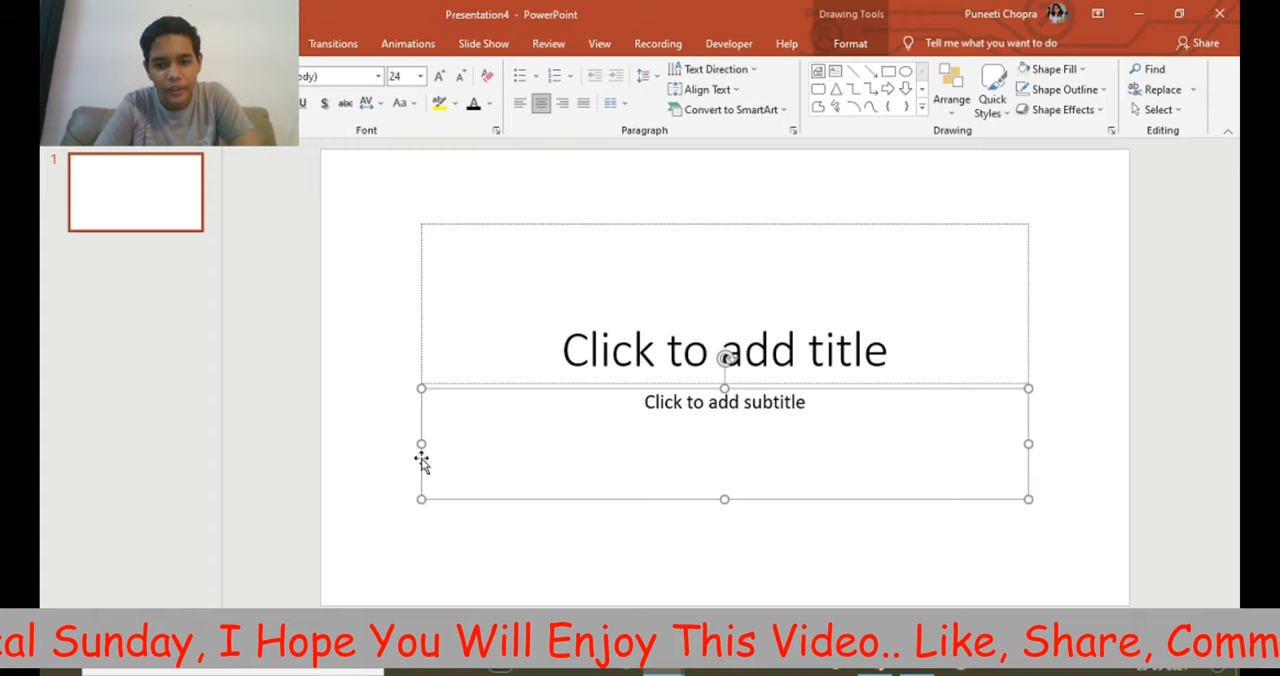 Presentation4 - PowerPoint
Drawing Tools
Puneeti Chopra
Transitions
Animations
Slide Show
Review
View
Recording
Developer
Help
Format
Tell me what you want to do
Share
24
Aa
Text Direction
Align Text
Convert to SmartArt
Arrange
Quick
Styles
Shape Fill
Shape Outline
Shape Effects
Find
Replace
Select
Font
Paragraph
Drawing
Editing
1
Click to add title
Click to add subtitle
Sunday, I Hope You Will Enjoy This Video.. Like, Share,